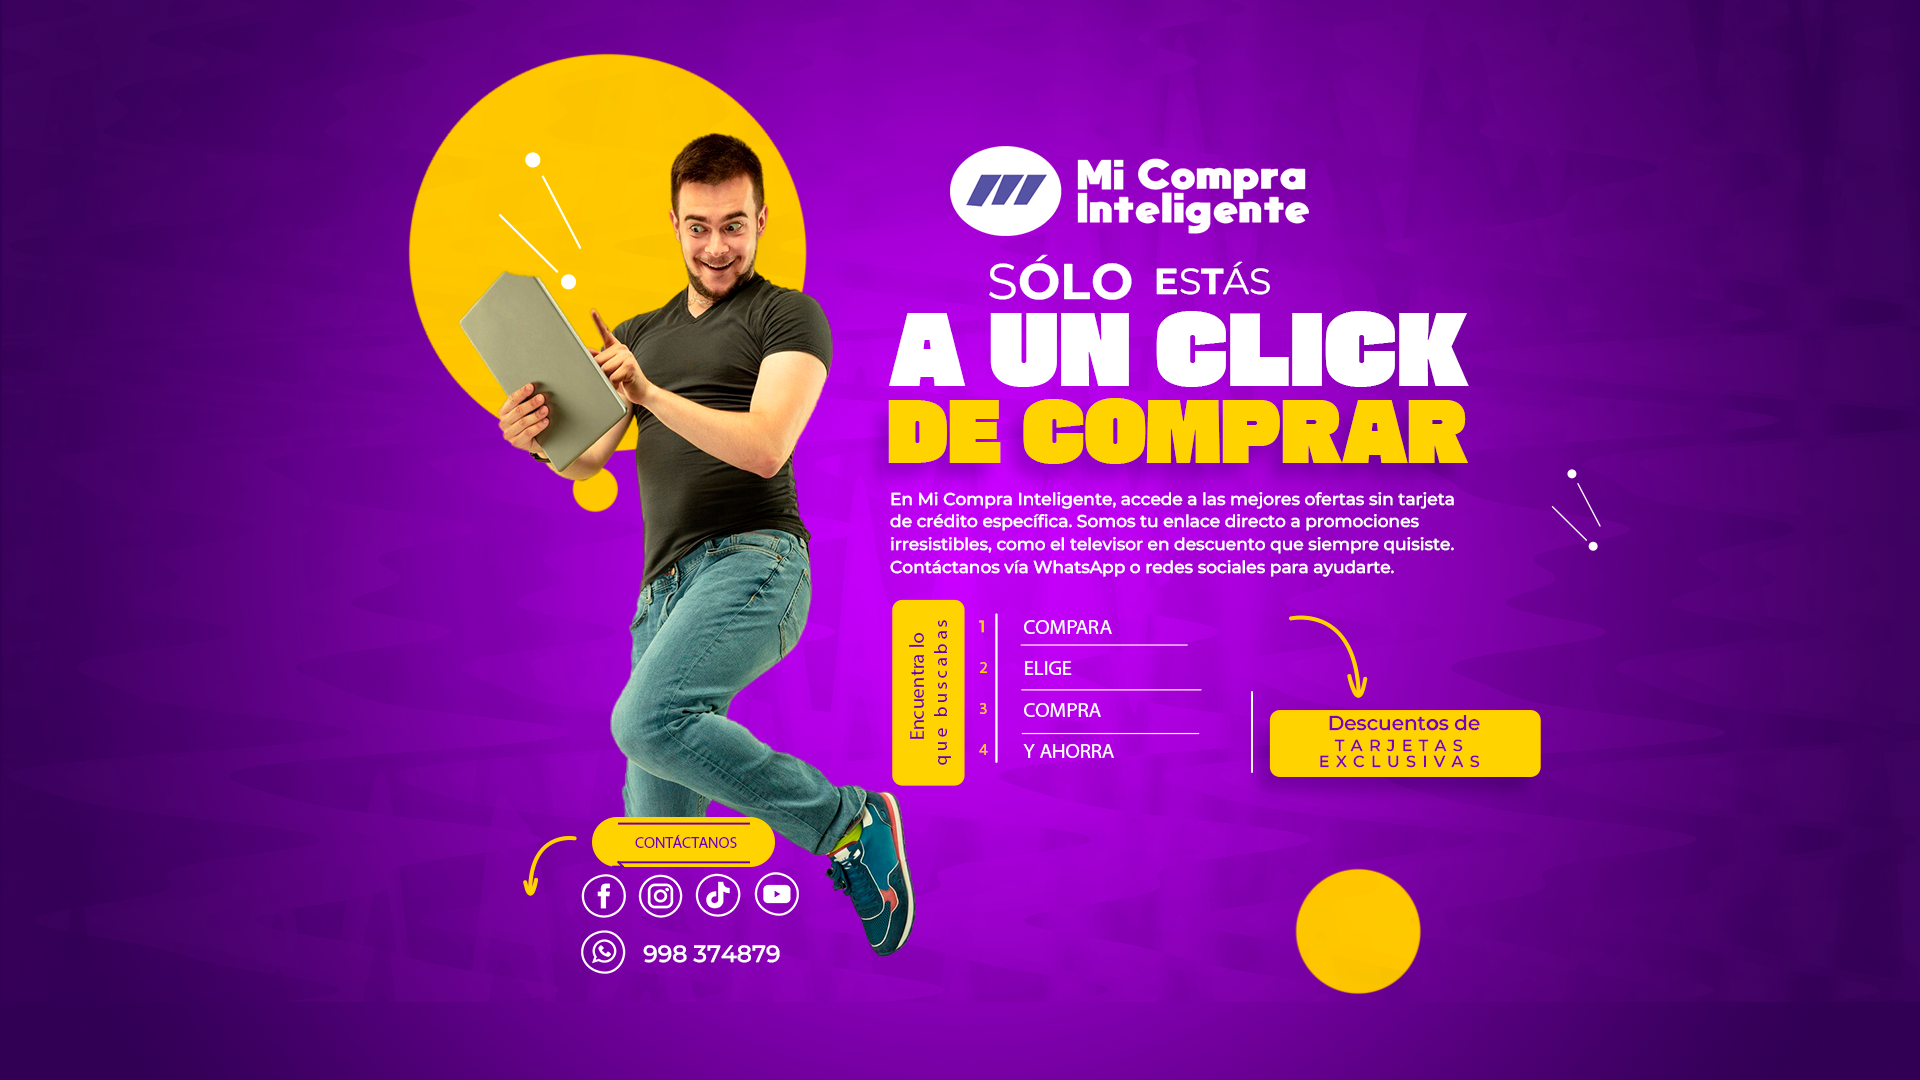 Mi Compra
Inteligente
SÓLO ESTÁS
A UN CLICK
DE COMPRAR
En Mi Compra Inteligente, accede a las mejores ofertas sin tarjeta
de crédito específica. Somos tu enlace directo a promociones
irresistibles, como el televisor en descuento que siempre quisiste.
Contáctanos vía WhatsApp o redes sociales para ayudarte.
Encuentra lo
que buscabas
1 COMPARA
2 ELIGE
3 COMPRA
4 Y AHORRA
Descuentos de
TARJETAS
EXCLUSIVAS
CONTÁCTANOS
998 374879